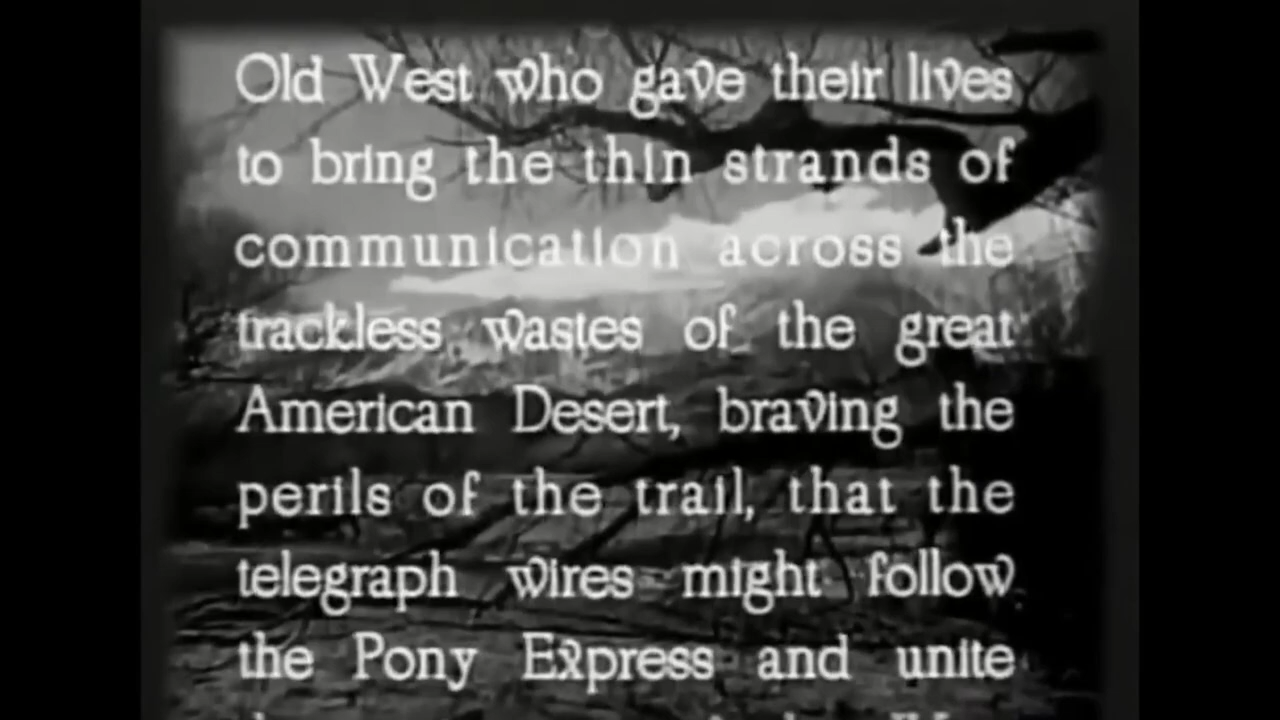 Old West who gave their lives
to bring the thin strands of
communication across the
trackless wastes of the great
American Desert, braving the
perils of the trail, that the
telegraph wires might follow
the Pony Express and unite